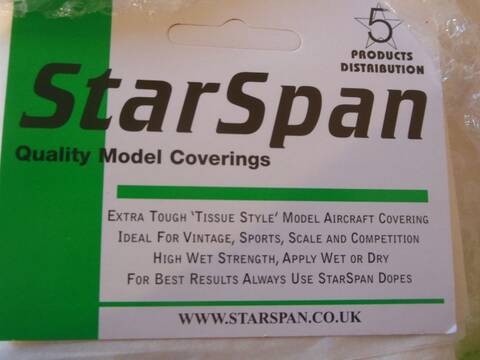 5
PRODUCTS
DISTRIBUTION
StarSpan
Quality Model Coverings
EXTRA TOUGH 'TISSUE STYLE' MODEL AIRCRAFT COVERING
IDEAL FOR VINTAGE, SPORTS, SCALE AND COMPETITION
HIGH WET STRENGTH, APPLY WET OR DRY
FOR BEST RESULTS ALWAYS USE STARSPAN DOPES
WWW.STARSPAN.CO.UK